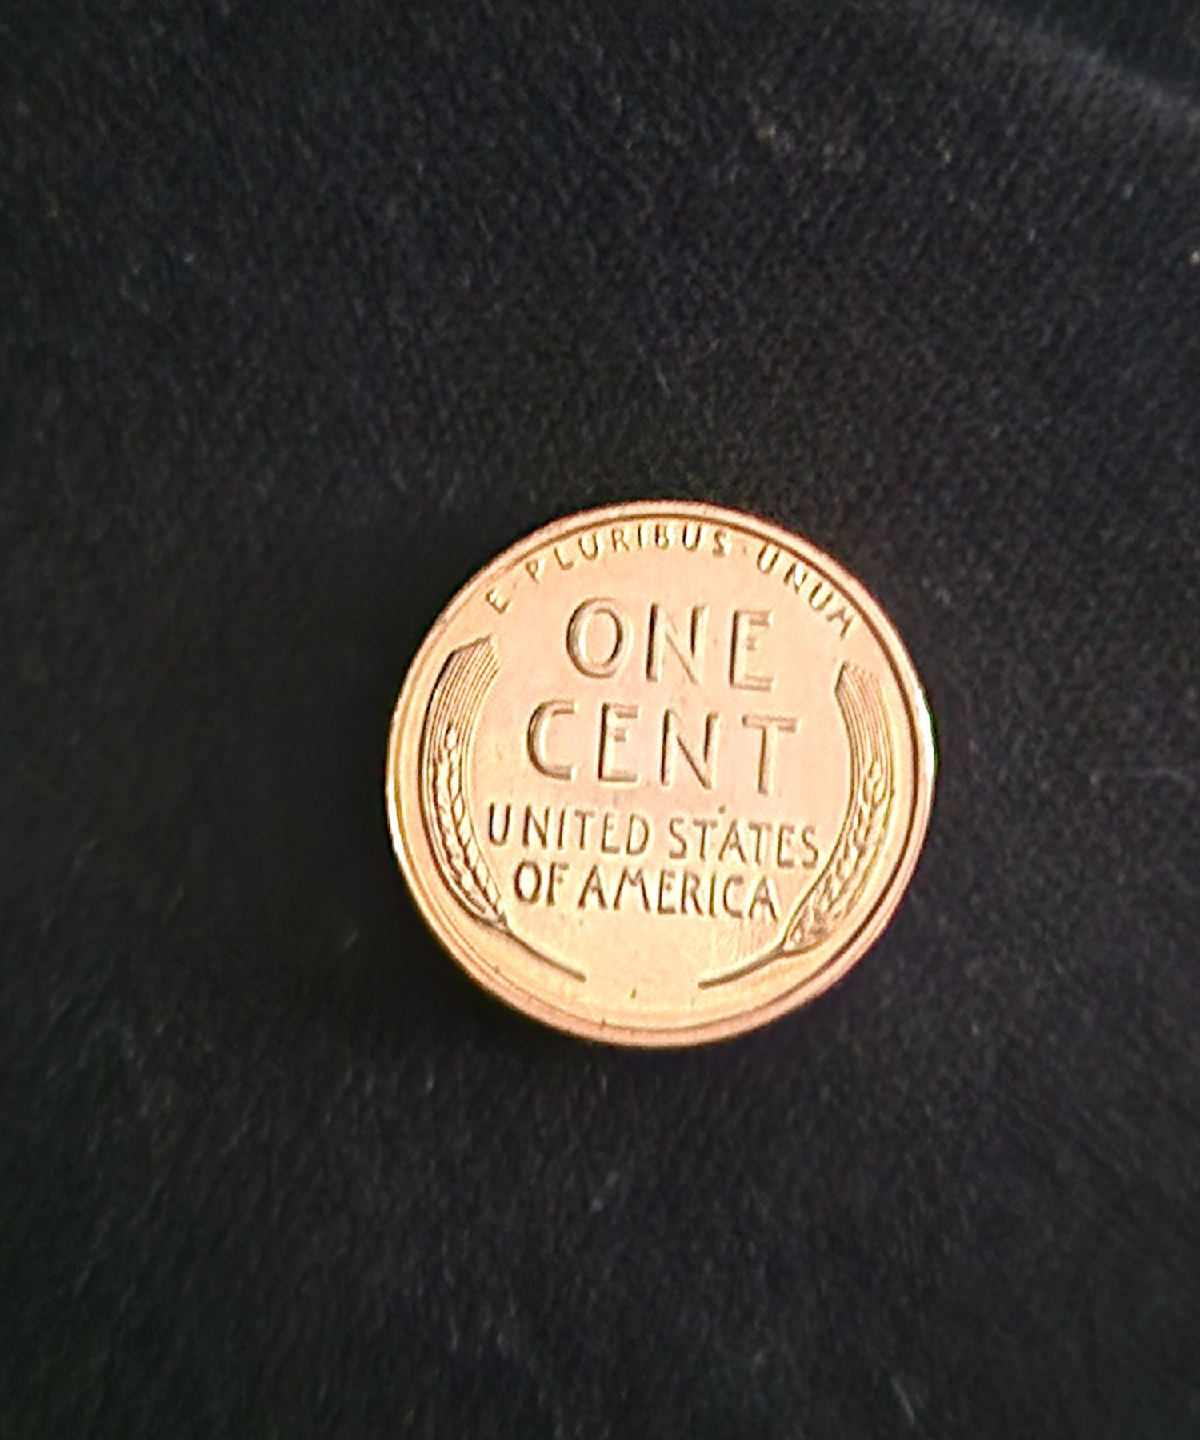 E·PLURIBUS·UNUM
ONE
CENT
UNITED STATES
OF AMERICA